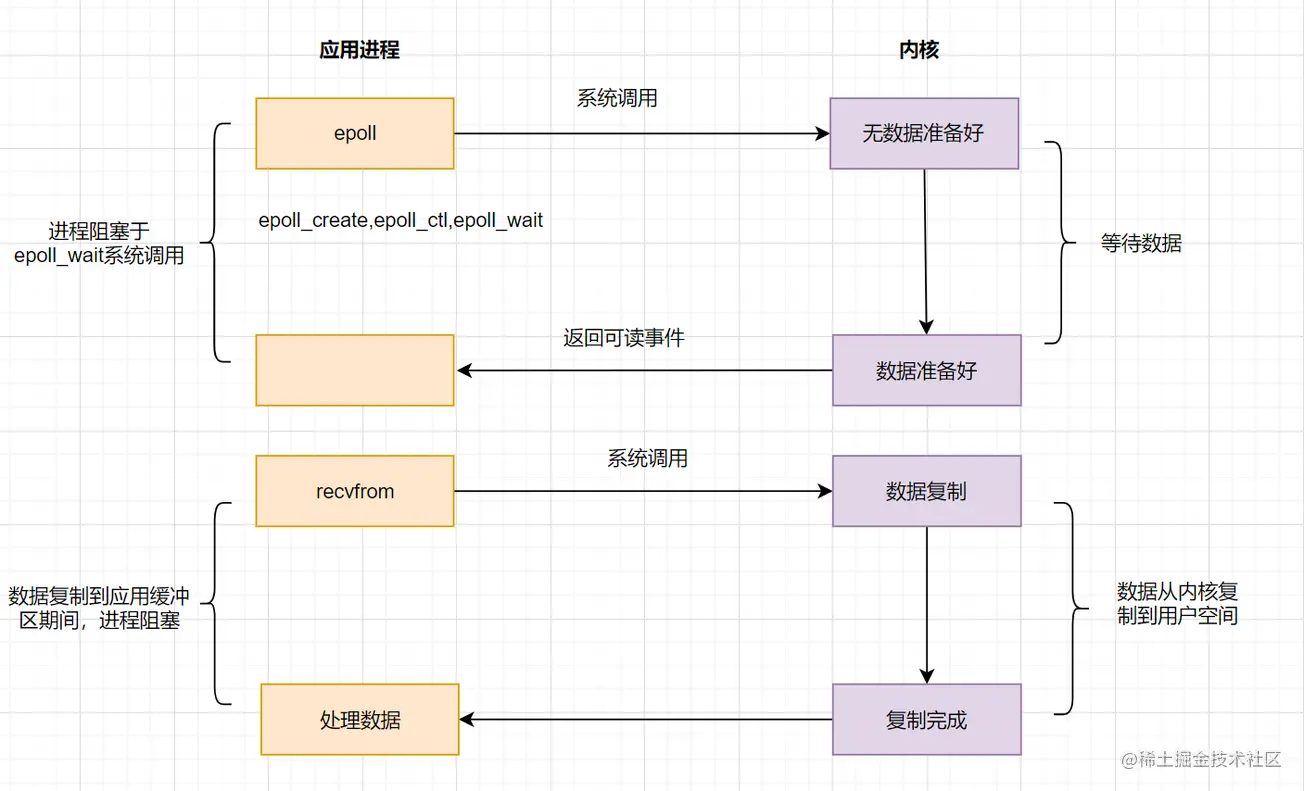 应用进程
内核
系统调用
epoll
无数据准备好
epoll_create,epoll_ctl,epoll_wait
进程阻塞于
epoll_wait系统调用
等待数据
返回可读事件
数据准备好
系统调用
recvfrom
数据复制
数据复制到应用缓冲
区期间，进程阻塞
数据从内核复
制到用户空间
处理数据
复制完成
@稀土掘金技术社区